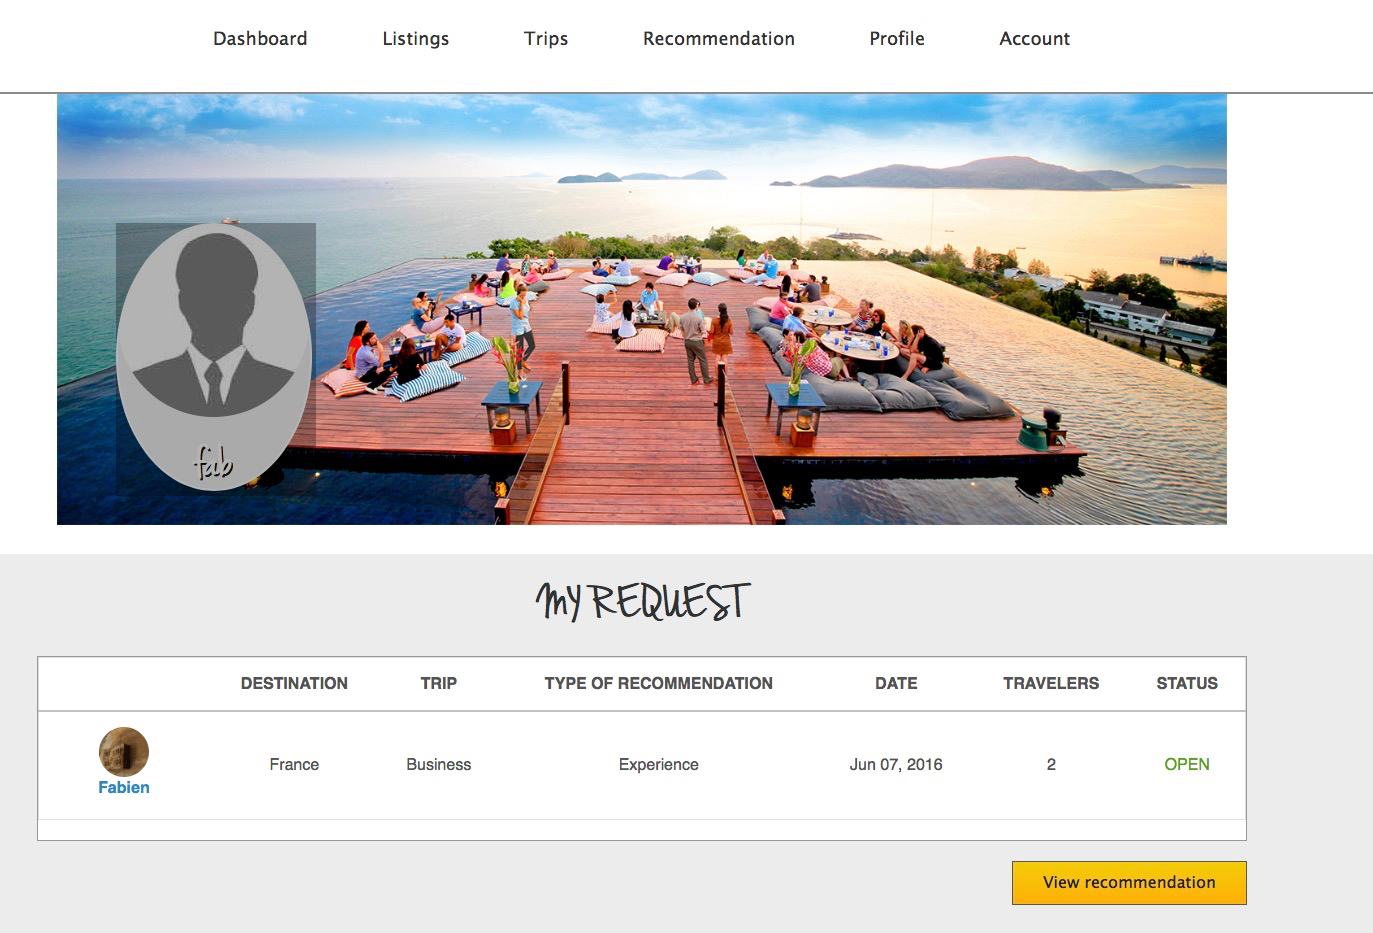 Dashboard Listings Trips Recommendation Profile Account
fab
MY REQUEST
DESTINATION TRIP TYPE OF RECOMMENDATION DATE TRAVELERS STATUS
France Business Experience Jun 07, 2016 2 OPEN
Fabien
View recommendation